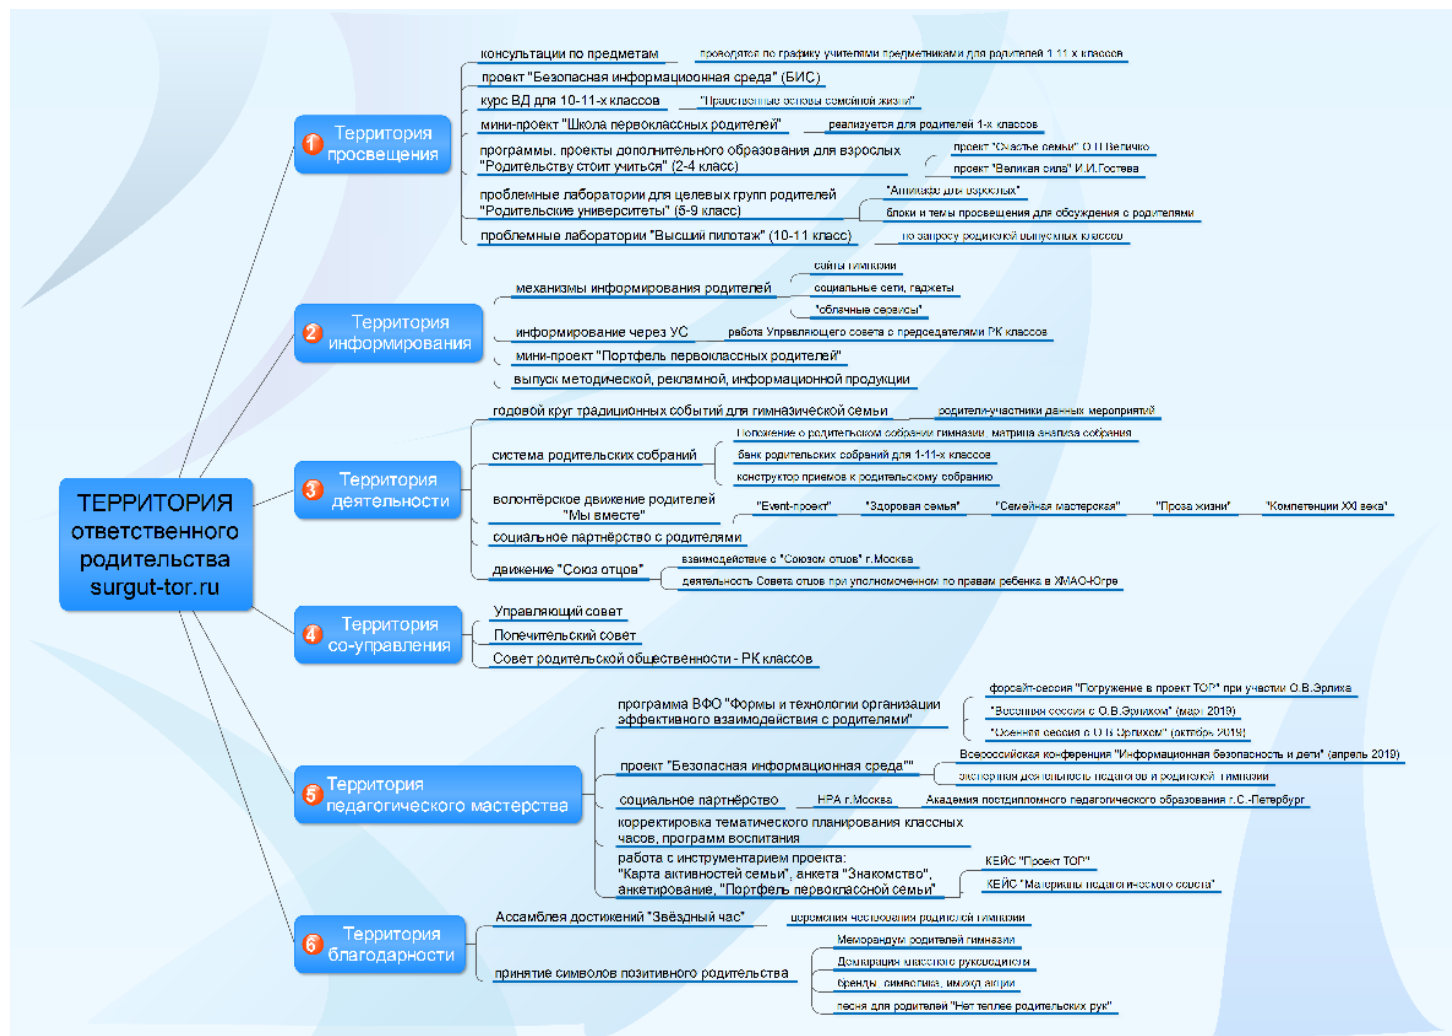 ТЕРРИТОРИЯ
ответственного
родительства
surgut-tor.ru
1 Территория
просвещения
консультации по предметам
проводятся по графику учителями предметниками для родителей 1 11 х классов
проект "Безопасная информациоонная среда" (БИС)
курс ВД для 10-11-х классов
"Нравственные основы семейной жизни"
мини-проект "Школа первоклассных родителей"
реализуется для родителей 1-х классов
программы. проекты дополнительного образования для взрослых
"Родительству стоит учиться" (2-4 класс)
проект "Счастье семьи" О.П.Величко
проект "Великая сила" И.И.Гостева
проблемные лаборатории для целевых групп родителей
"Родительские университеты" (5-9 класс)
"Антикафе для взрослых"
блоки и темы просвещения для обсуждения с родителями
проблемные лаборатории "Высший пилотаж" (10-11 класс)
по запросу родителей выпускных классов
2 Территория
информирования
механизмы информирования родителей
сайты гимназии
социальные сети, гаджеты
"облачные сервисы"
информирование через УС
работа Управляющего совета с председателями РК классов
мини-проект "Портфель первоклассных родителей"
выпуск методической, рекламной, информационной продукции
3 Территория
деятельности
годовой круг традиционных событий для гимназической семьи
родители-участники данных мероприятий
система родительских собраний
Положение о родительском собрании гимназии, матрица анализа собрания
банк родительских собраний для 1-11-х классов
конструктор приемов к родительскому собранию
волонтёрское движение родителей
"Мы вместе"
"Event-проект"
"Здоровая семья"
"Семейная мастерская"
"Проза жизни"
"Компетенции XXI века"
социальное партнёрство с родителями
движение "Союз отцов"
взаимодействие с "Союзом отцов" г.Москва
деятельность Совета отцов при уполномоченном по правам ребенка в ХМАО-Югре
4 Территория
со-управления
Управляющий совет
Попечительский совет
Совет родительской общественности - РК классов
5 Территория
педагогического мастерства
программа ВФО "Формы и технологии организации
эффективного взаимодействия с родителями"
форсайт-сессия "Погружение в проект ТОР" при участии О.В.Эрлиха
"Весенняя сессия с О.В.Эрлихом" (март 2019)
"Осенняя сессия с О.В.Эрлихом" (октябрь 2019)
проект "Безопасная информационная среда""
Всероссийская конференция "Информационная безопасность и дети" (апрель 2019)
экспертная деятельность педагогов и родителей гимназии
социальное партнёрство
НРА г.Москва
Академия постдипломного педагогического образования г.С.-Петербург
корректировка тематического планирования классных
часов, программ воспитания
работа с инструментарием проекта:
"Карта активностей семьи", анкета "Знакомство",
анкетирование, "Портфель первоклассной семьи"
КЕЙС "Проект ТОР"
КЕЙС "Материалы педагогического совета"
6 Территория
благодарности
Ассамблея достижений "Звёздный час"
церемония чествования родителей гимназии
принятие символов позитивного родительства
Меморандум родителей гимназии
Декларация классного руководителя
бренды, символика, имидж акции
песня для родителей "Нет теплее родительских рук"